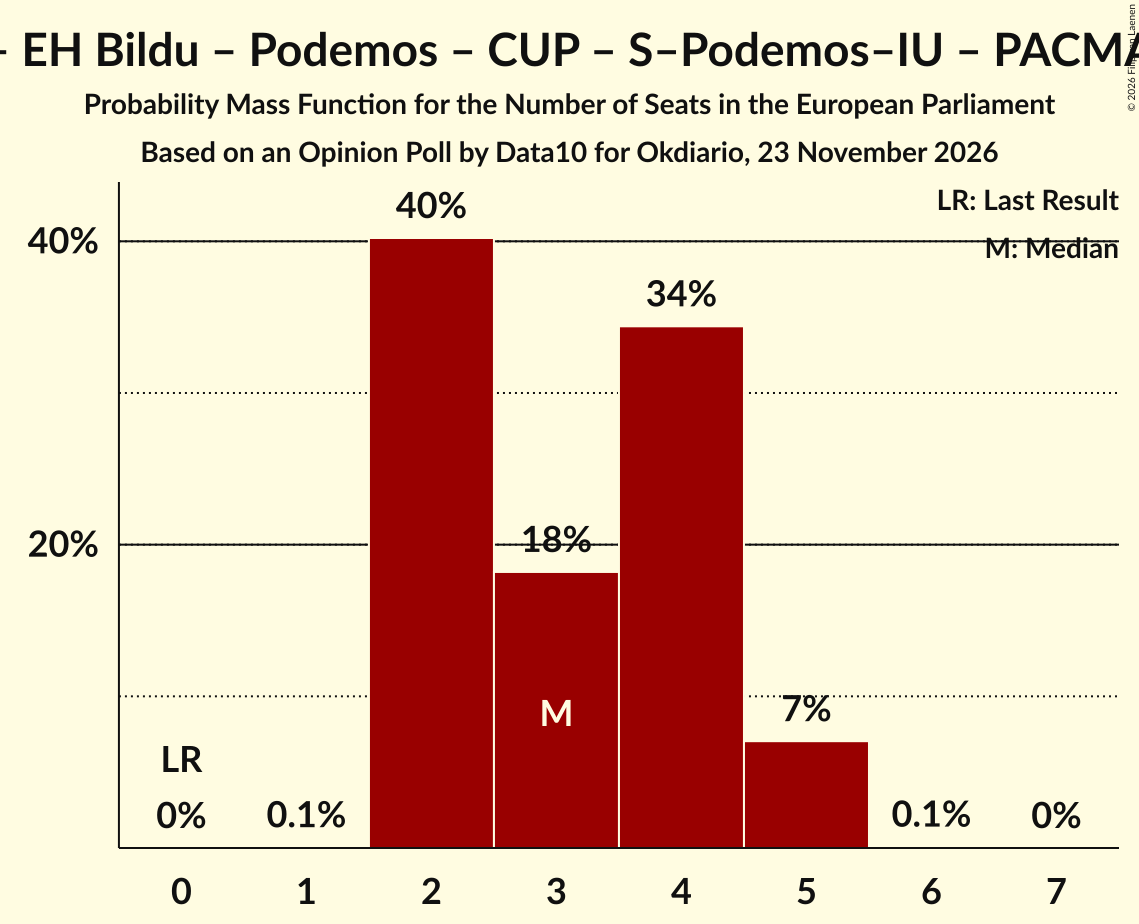 – EH Bildu – Podemos – CUP – S–Podemos–IU – PACMA
Probability Mass Function for the Number of Seats in the European Parliament
Based on an Opinion Poll by Data10 for Okdiario, 23 November 2026
© 2026 Filip van Laenen
LR: Last Result
M: Median
40%
20%
40%
34%
18%
7%
M
LR
0%
0.1%
0.1%
0%
0 1 2 3 4 5 6 7